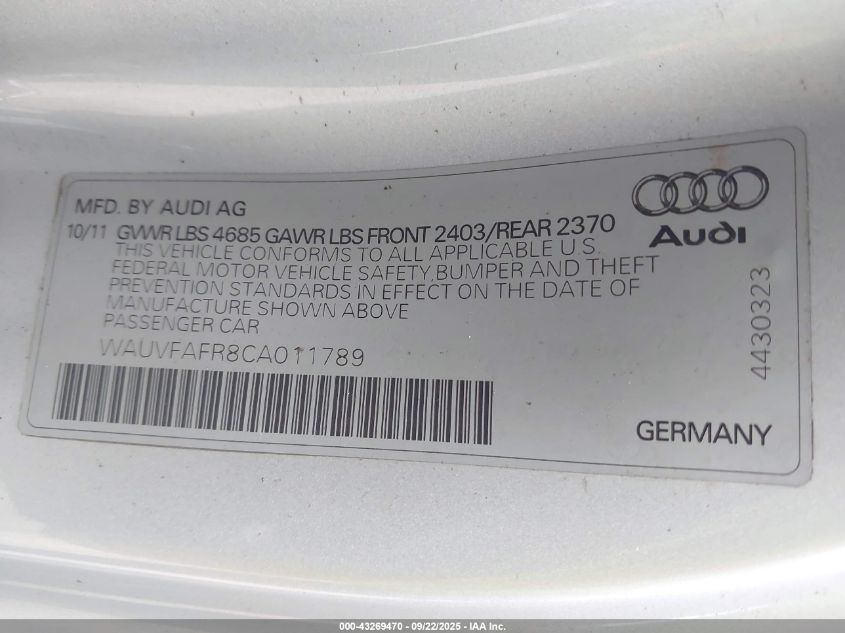 MFD. BY AUDI AG
10/11 GVWR LBS 4685 GAWR LBS FRONT 2403/REAR 2370
THIS VEHICLE CONFORMS TO ALL APPLICABLE U.S.
FEDERAL MOTOR VEHICLE SAFETY,BUMPER AND THEFT
PREVENTION STANDARDS IN EFFECT ON THE DATE OF
MANUFACTURE SHOWN ABOVE
PASSENGER CAR
WAUVFAFR8CA011789
Audi
4430323
GERMANY
000-43269470 - 09/22/2025 - IAA Inc.